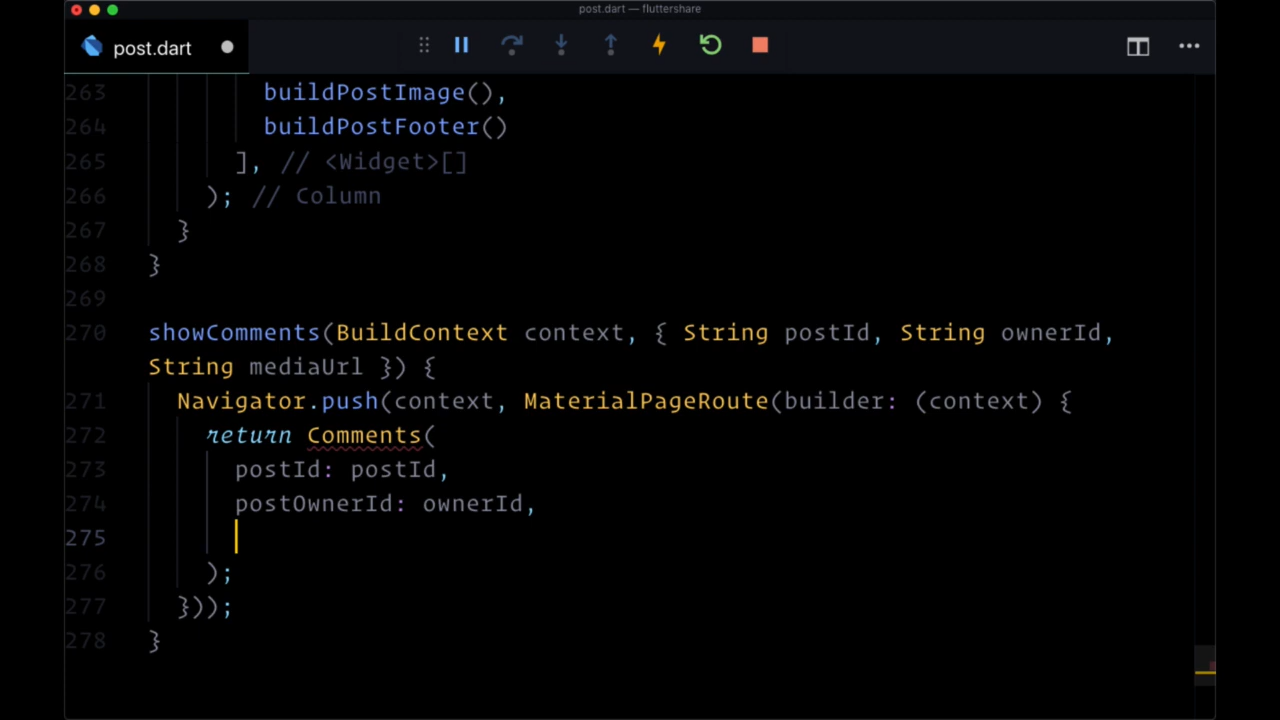 post.dart — fluttershare
post.dart
263 buildPostImage(),
264 buildPostFooter()
265 ], // <Widget>[]
266 ); // Column
267 }
268 }
269
270 showComments(BuildContext context, { String postId, String ownerId,
String mediaUrl }) {
271 Navigator.push(context, MaterialPageRoute(builder: (context) {
272 return Comments(
273 postId: postId,
274 postOwnerId: ownerId,
275
276 );
277 }));
278 }